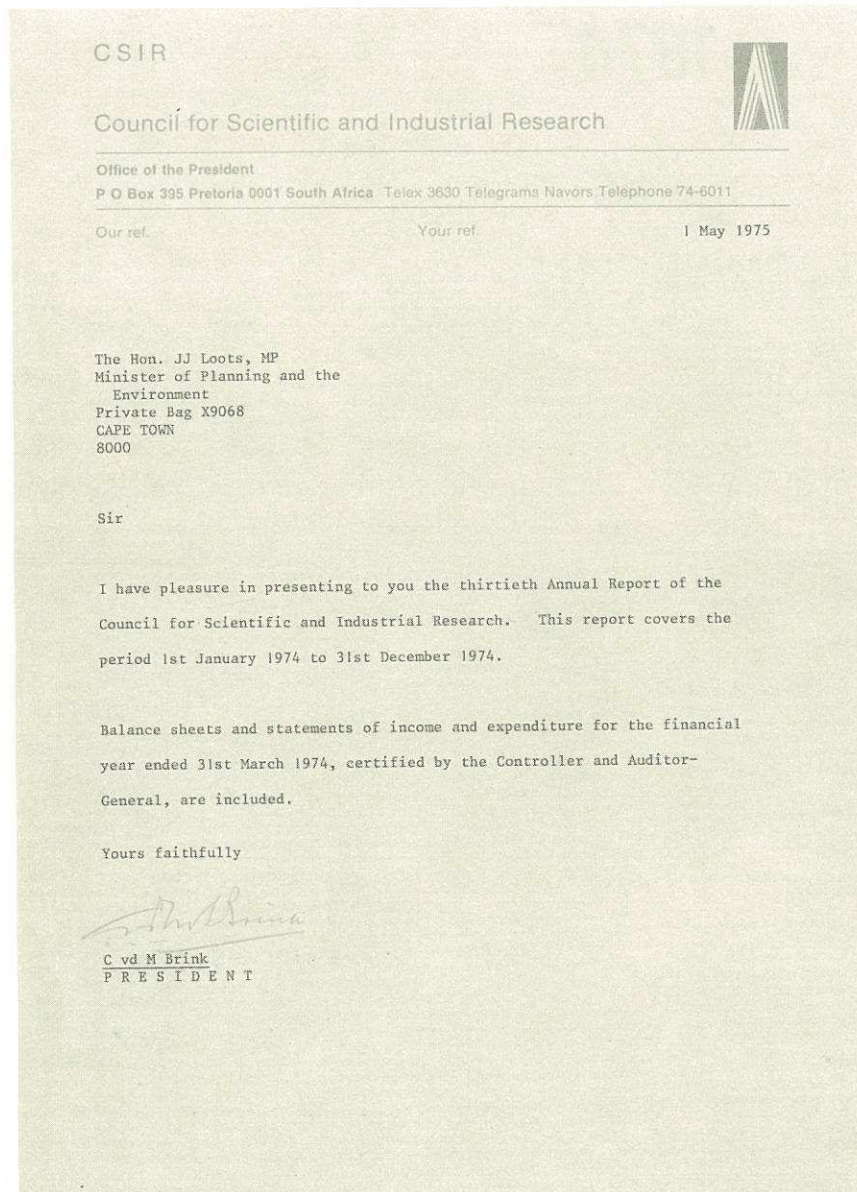 CSIR
Council for Scientific and Industrial Research
Office of the President
P O Box 395 Pretoria 0001 South Africa Telex 3630 Telegrams Navors Telephone 74-6011
Our ref. Your ref. 1 May 1975
The Hon. JJ Loots, MP
Minister of Planning and the
Environment
Private Bag X9068
CAPE TOWN
8000
Sir
I have pleasure in presenting to you the thirtieth Annual Report of the
Council for Scientific and Industrial Research. This report covers the
period 1st January 1974 to 31st December 1974.
Balance sheets and statements of income and expenditure for the financial
year ended 31st March 1974, certified by the Controller and Auditor-
General, are included.
Yours faithfully
C vd M Brink
PRESIDENT